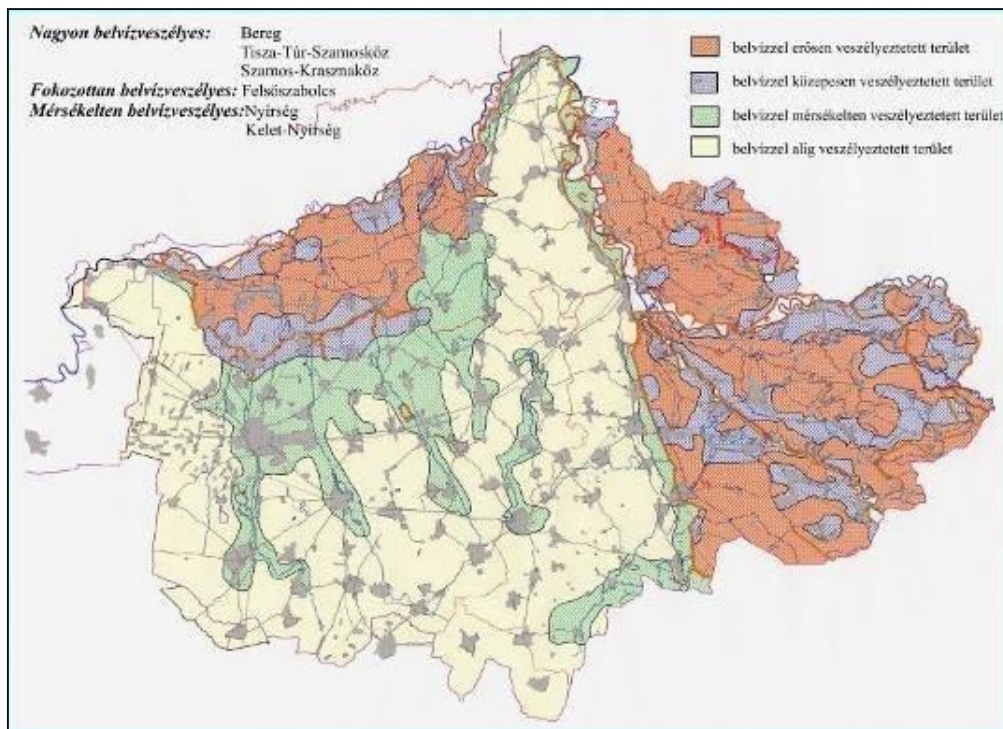 Nagyon belvízveszélyes: Bereg
Tisza-Túr-Szamosköz
Szamos-Krasznaköz
Fokozottan belvízveszélyes: Felsőszabolcs
Mérsékelten belvízveszélyes: Nyírség
Kelet-Nyírség
belvízzel erősen veszélyeztetett terület
belvízzel közepesen veszélyeztetett terület
belvízzel mérsékelten veszélyeztetett terület
belvízzel alig veszélyeztetett terület